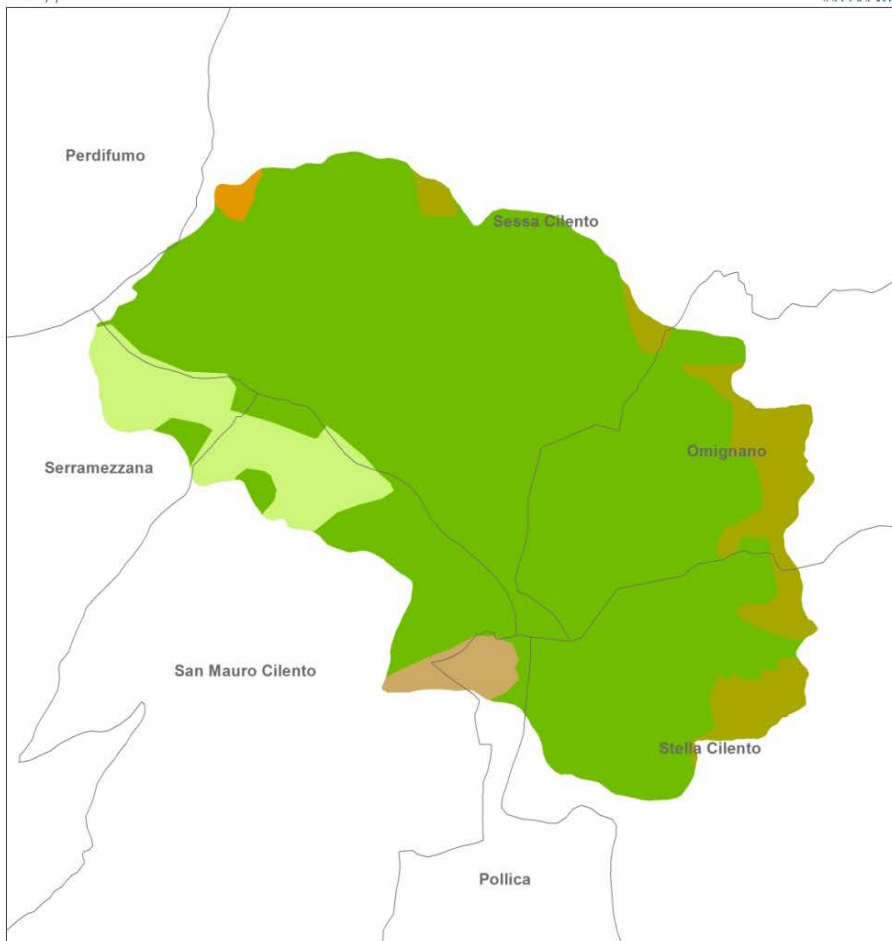 Perdifumo
Sessa Cilento
Omignano
Serramezzana
San Mauro Cilento
Stella Cilento
Pollica